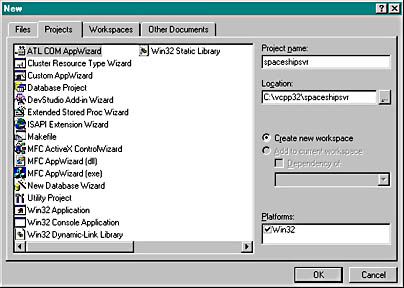 New
Files
Projects
Workspaces
Other Documents
ATL COM AppWizard
Cluster Resource Type Wizard
Custom AppWizard
Database Project
DevStudio Add-in Wizard
Extended Stored Proc Wizard
ISAPI Extension Wizard
Makefile
MFC ActiveX ControlWizard
MFC AppWizard (dll)
MFC AppWizard (exe)
New Database Wizard
Utility Project
Win32 Application
Win32 Console Application
Win32 Dynamic-Link Library
Win32 Static Library
Project name:
spaceshipsvr
Location:
C:\vcpp32\spaceshipsvr
...
Create new workspace
Add to current workspace
Dependency of:
Platforms:
Win32
OK
Cancel